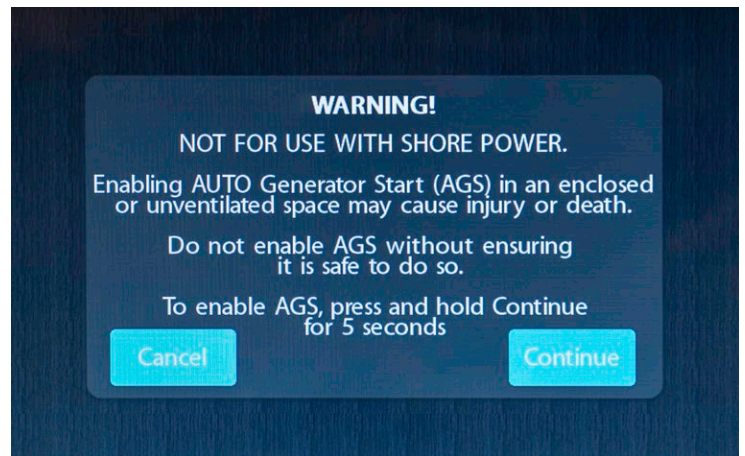 WARNING!
NOT FOR USE WITH SHORE POWER.
Enabling AUTO Generator Start (AGS) in an enclosed
or unventilated space may cause injury or death.
Do not enable AGS without ensuring
it is safe to do so.
To enable AGS, press and hold Continue
for 5 seconds
Cancel
Continue